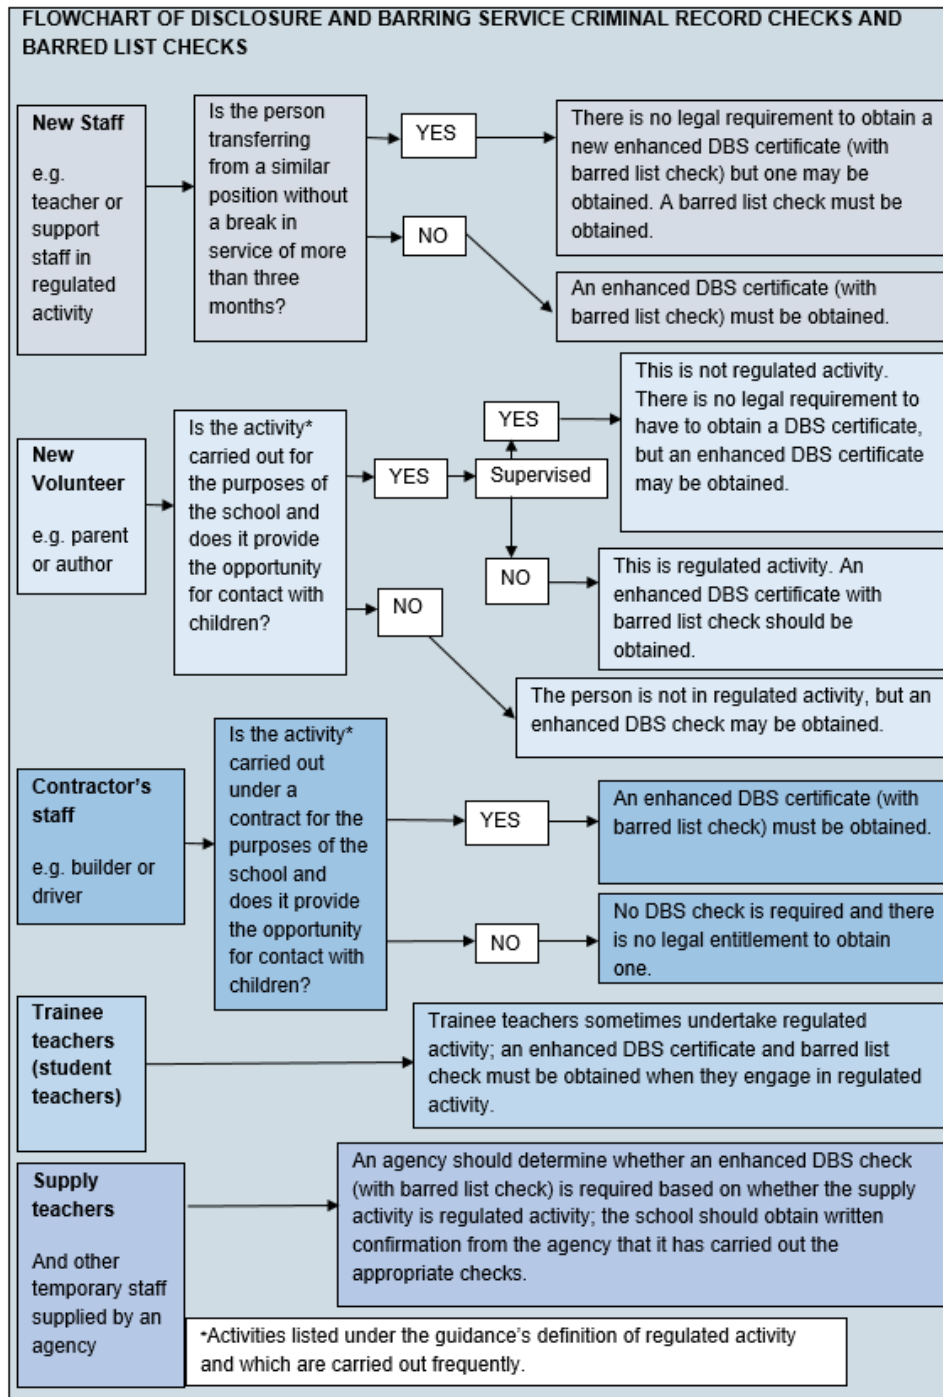 FLOWCHART OF DISCLOSURE AND BARRING SERVICE CRIMINAL RECORD CHECKS AND
BARRED LIST CHECKS
New Staff
e.g.
teacher or
support
staff in
regulated
activity
Is the person
transferring
from a similar
position without
a break in
service of more
than three
months?
YES
There is no legal requirement to obtain a
new enhanced DBS certificate (with
barred list check) but one may be
obtained. A barred list check must be
obtained.
NO
An enhanced DBS certificate (with
barred list check) must be obtained.
New
Volunteer
e.g. parent
or author
Is the activity*
carried out for
the purposes of
the school and
does it provide
the opportunity
for contact with
children?
YES
Supervised
YES
This is not regulated activity.
There is no legal requirement to
have to obtain a DBS certificate,
but an enhanced DBS certificate
may be obtained.
NO
This is regulated activity. An
enhanced DBS certificate with
barred list check should be
obtained.
NO
The person is not in regulated activity, but an
enhanced DBS check may be obtained.
Contractor's
staff
e.g. builder or
driver
Is the activity*
carried out
under a
contract for the
purposes of the
school and
does it provide
the opportunity
for contact with
children?
YES
An enhanced DBS certificate (with
barred list check) must be obtained.
NO
No DBS check is required and there
is no legal entitlement to obtain
one.
Trainee
teachers
(student
teachers)
Trainee teachers sometimes undertake regulated
activity; an enhanced DBS certificate and barred list
check must be obtained when they engage in regulated
activity.
Supply
teachers
And other
temporary staff
supplied by an
agency
An agency should determine whether an enhanced DBS check
(with barred list check) is required based on whether the supply
activity is regulated activity; the school should obtain written
confirmation from the agency that it has carried out the
appropriate checks.
*Activities listed under the guidance's definition of regulated activity
and which are carried out frequently.